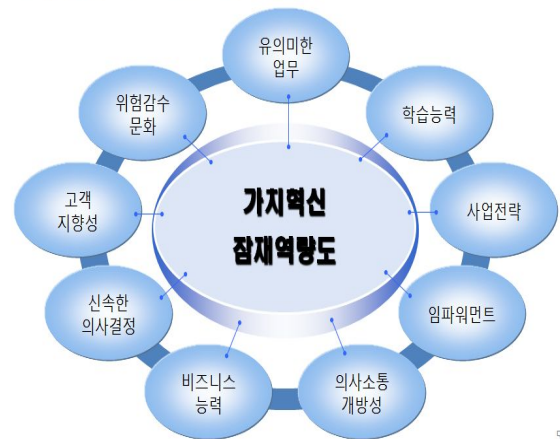 유의미한
업무
위험감수
문화
학습능력
고객
지향성
가치혁신
잠재역량도
사업전략
신속한
의사결정
임파워먼트
비즈니스
능력
의사소통
개방성